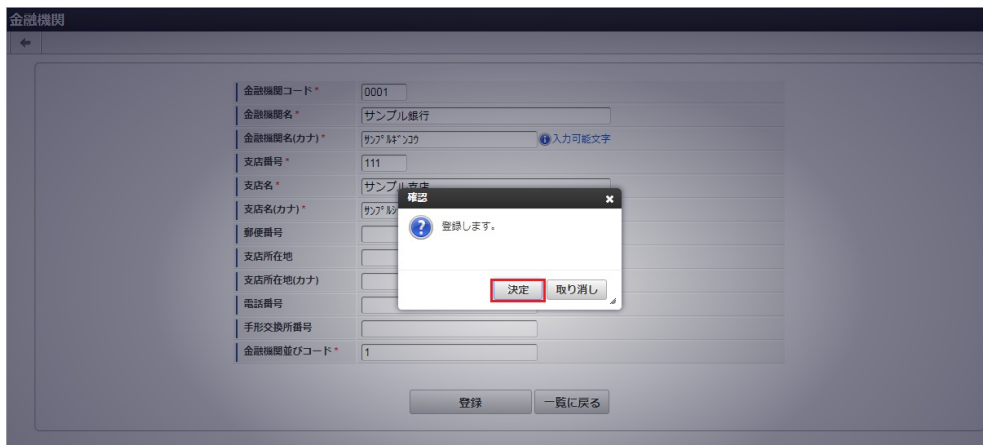 金融機関
金融機関コード* 0001
金融機関名* サンプル銀行
金融機関名(カナ)* ｻﾝﾌﾟﾙｷﾞﾝｺｳ 入力可能文字
支店番号* 111
支店名* サンプル支店
支店名(カナ)* ｻﾝﾌﾟﾙｼ
郵便番号
支店所在地
支店所在地(カナ)
電話番号
手形交換所番号
金融機関並びコード* 1
確認
登録します。
決定 取り消し
登録 一覧に戻る